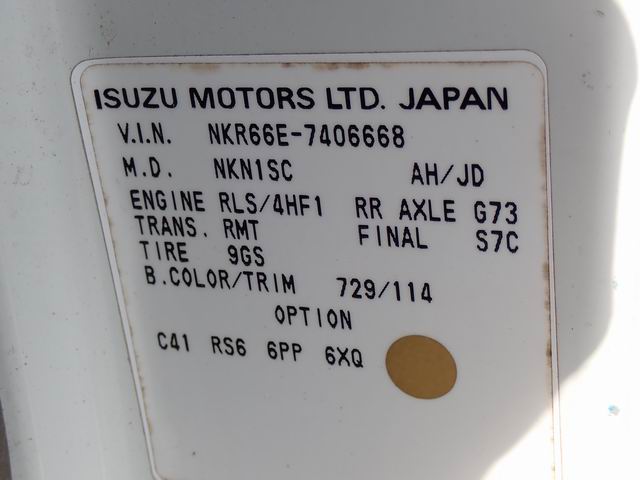 ISUZU MOTORS LTD. JAPAN
V.I.N. NKR66E-7406668
M.D. NKN1SC AH/JD
ENGINE RLS/4HF1 RR AXLE G73
TRANS. RMT FINAL S7C
TIRE 9GS
B.COLOR/TRIM 729/114
OPTION
C41 RS6 6PP 6XQ